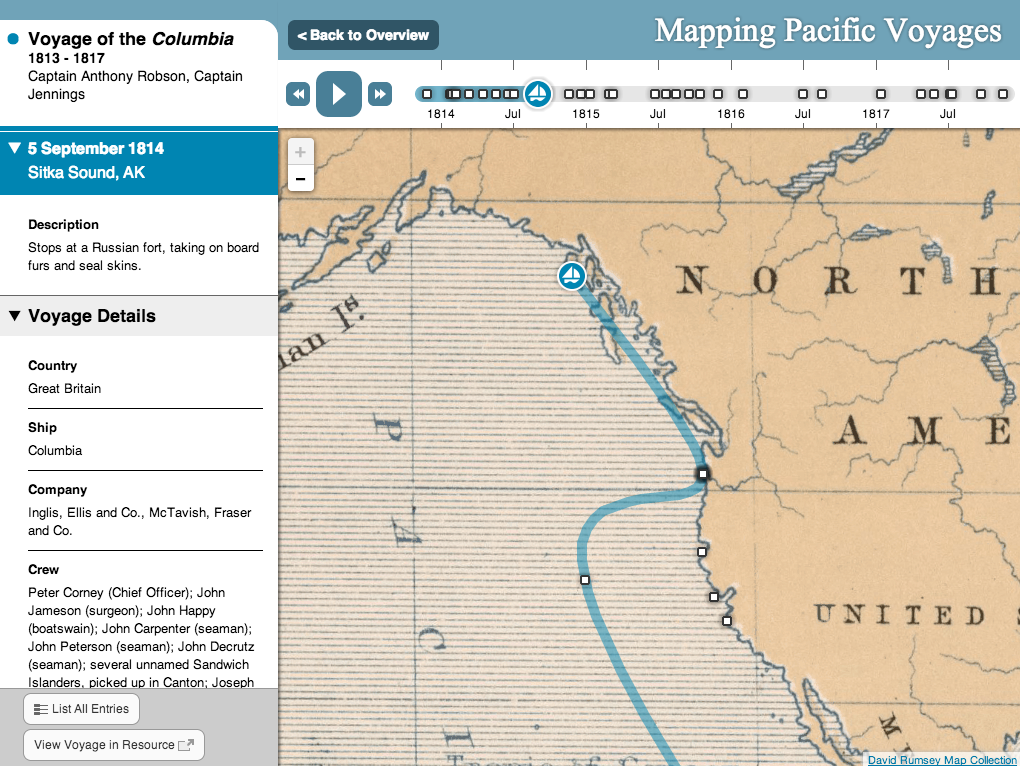 Voyage of the Columbia
1813 - 1817
Captain Anthony Robson, Captain
Jennings
< Back to Overview
Mapping Pacific Voyages
1814 Jul 1815 Jul 1816 Jul 1817 Jul
▼ 5 September 1814
Sitka Sound, AK
Description
Stops at a Russian fort, taking on board
furs and seal skins.
▼ Voyage Details
Country
Great Britain
Ship
Columbia
Company
Inglis, Ellis and Co., McTavish, Fraser
and Co.
Crew
Peter Corney (Chief Officer); John
Jameson (surgeon); John Happy
(boatswain); John Carpenter (seaman);
John Peterson (seaman); John Decrutz
(seaman); several unnamed Sandwich
Islanders, picked up in Canton; Joseph
List All Entries
View Voyage in Resource
+
−
NORTH
ian Is.
AME
P
A
C
I
UNITED S
M
Tropic of C
David Rumsey Map Collection